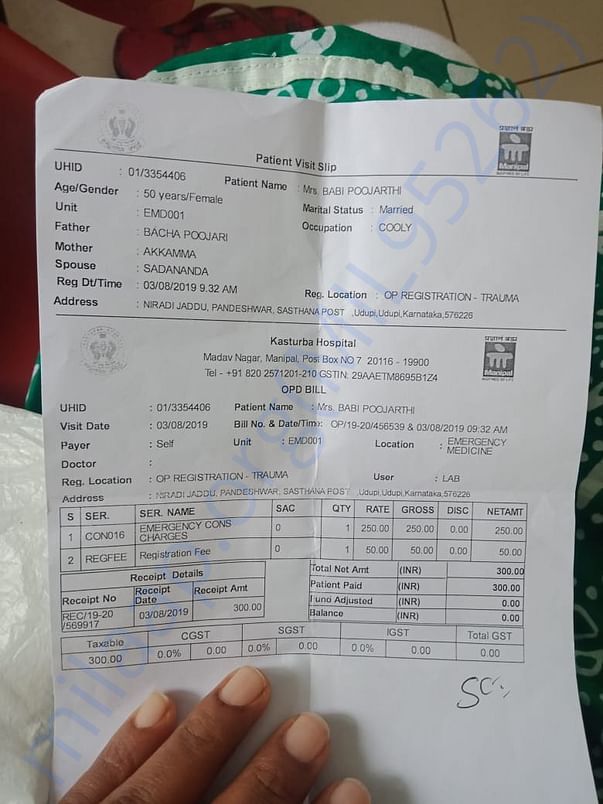 Patient Visit Slip
Manipal
UHID : 01/3354406 Patient Name : Mrs. BABI POOJARTHI
Age/Gender : 50 years/Female Marital Status : Married
Unit : EMD001 Occupation : COOLY
Father : BACHA POOJARI
Mother : AKKAMMA
Spouse : SADANANDA
Reg Dt/Time : 03/08/2019 9.32 AM Reg. Location : OP REGISTRATION - TRAUMA
Address : NIRADI JADDU, PANDESHWAR, SASTHANA POST ,Udupi,Udupi,Karnataka,576226
Kasturba Hospital
Manipal
Madav Nagar, Manipal, Post Box NO 7 20116 - 19900
Tel - +91 820 2571201-210 GSTIN: 29AAETM8695B1Z4
OPD BILL
UHID : 01/3354406 Patient Name : Mrs. BABI POOJARTHI
Visit Date : 03/08/2019 Bill No. & Date/Time: OP/19-20/456539 & 03/08/2019 09:32 AM
Payer : Self Unit : EMD001 Location : EMERGENCY MEDICINE
Doctor :
Reg. Location : OP REGISTRATION - TRAUMA User : LAB
Address : NIRADI JADDU, PANDESHWAR, SASTHANA POST ,Udupi,Udupi,Karnataka,576226
S SER. SER. NAME SAC QTY RATE GROSS DISC NETAMT
1 CON016 EMERGENCY CONS CHARGES 0 1 250.00 250.00 0.00 250.00
2 REGFEE Registration Fee 0 1 50.00 50.00 0.00 50.00
Receipt Details
Receipt No Receipt Date Receipt Amt
REC/19-20/569917 03/08/2019 300.00
Total Net Amt (INR) 300.00
Patient Paid (INR) 300.00
Fund Adjusted (INR) 0.00
Balance (INR) 0.00
Taxable CGST SGST IGST Total GST
300.00 0.0% 0.00 0.0% 0.00 0.0% 0.00 0.00